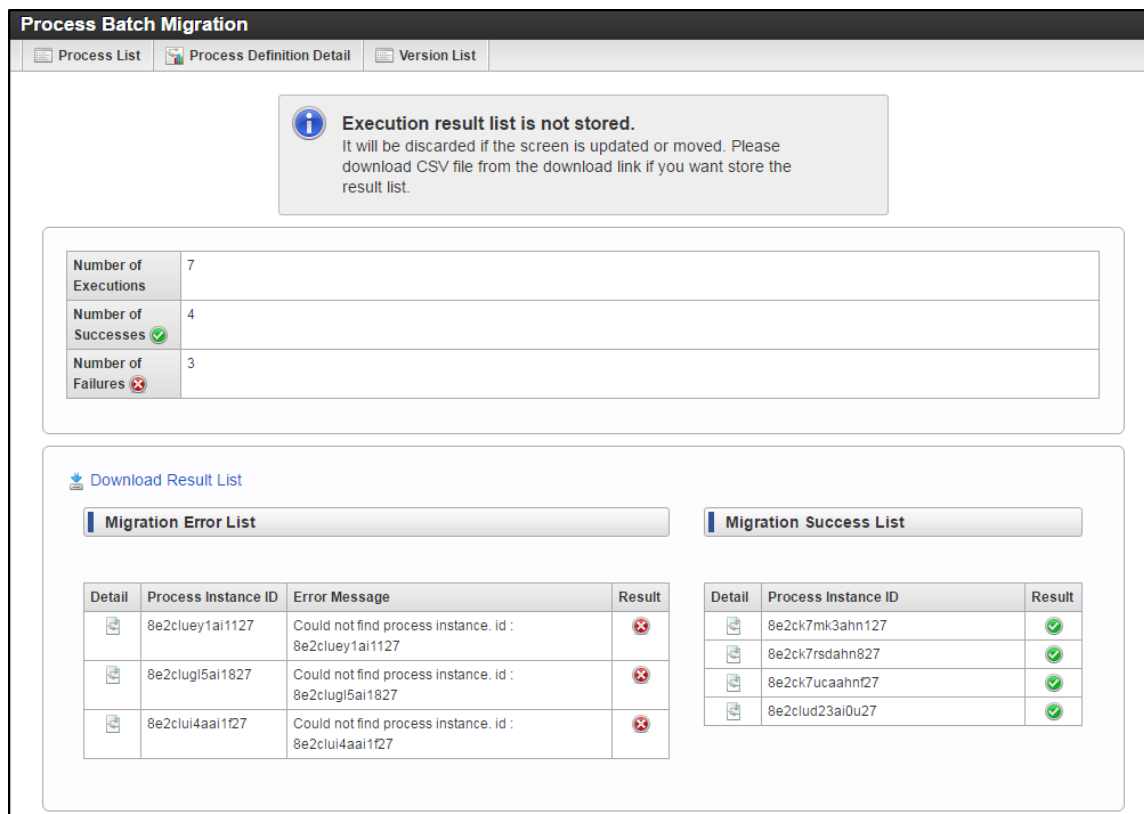 Process Batch Migration
Process List
Process Definition Detail
Version List
Execution result list is not stored.
It will be discarded if the screen is updated or moved. Please
download CSV file from the download link if you want store the
result list.
Number of
Executions
7
Number of
Successes
4
Number of
Failures
3
Download Result List
Migration Error List
Detail
Process Instance ID
Error Message
Result
8e2cluey1ai1127
Could not find process instance. id :
8e2cluey1ai1127
8e2clugl5ai1827
Could not find process instance. id :
8e2clugl5ai1827
8e2clui4aai1f27
Could not find process instance. id :
8e2clui4aai1f27
Migration Success List
Detail
Process Instance ID
Result
8e2ck7mk3ahn127
8e2ck7rsdahn827
8e2ck7ucaahnf27
8e2clud23ai0u27